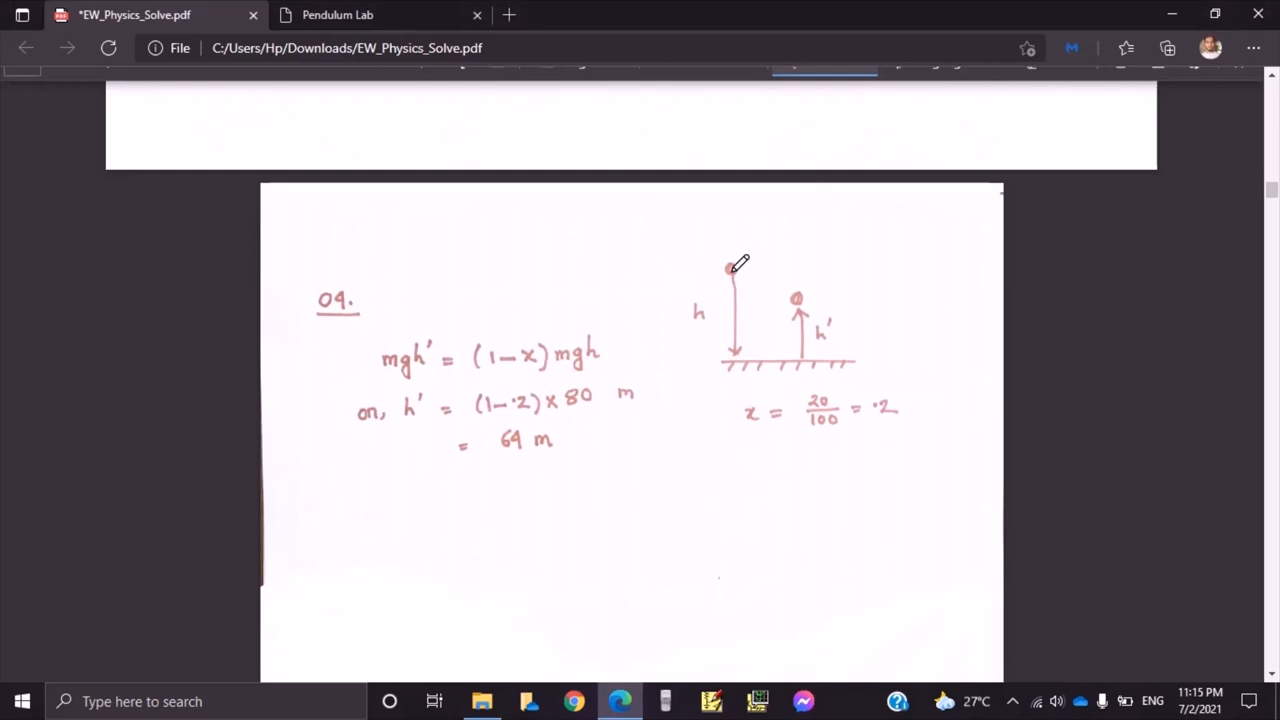 *EW_Physics_Solve.pdf
Pendulum Lab
File
C:/Users/Hp/Downloads/EW_Physics_Solve.pdf
04.
mgh' = (1-x) mgh
on, h' = (1-.2) x 80 m
= 64 m
h
h'
x = 20/100 = .2
Type here to search
27°C
ENG
11:15 PM
7/2/2021